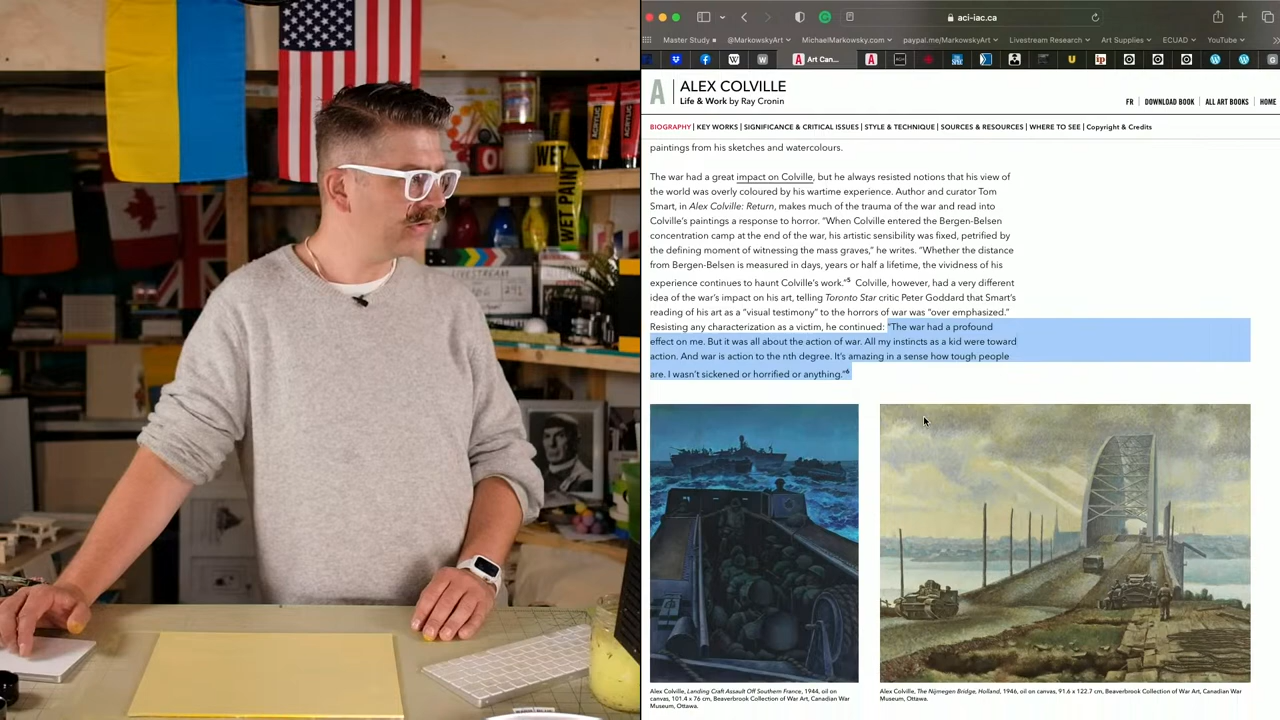 WET
PAINT
WET PAINT
ACRYLIC
ACRYLIC
LIVESTREAM
aci-iac.ca
Master Study
@MarkowskyArt
MichaelMarkowsky.com
paypal.me/MarkowskyArt
Livestream Research
Art Supplies
ECUAD
YouTube
Art Can...
A
ALEX COLVILLE
Life & Work by Ray Cronin
FR | DOWNLOAD BOOK | ALL ART BOOKS | HOME
BIOGRAPHY | KEY WORKS | SIGNIFICANCE & CRITICAL ISSUES | STYLE & TECHNIQUE | SOURCES & RESOURCES | WHERE TO SEE | Copyright & Credits
paintings from his sketches and watercolours.
The war had a great impact on Colville, but he always resisted notions that his view of
the world was overly coloured by his wartime experience. Author and curator Tom
Smart, in Alex Colville: Return, makes much of the trauma of the war and read into
Colville's paintings a response to horror. "When Colville entered the Bergen-Belsen
concentration camp at the end of the war, his artistic sensibility was fixed, petrified by
the defining moment of witnessing the mass graves," he writes. "Whether the distance
from Bergen-Belsen is measured in days, years or half a lifetime, the vividness of his
experience continues to haunt Colville's work."5 Colville, however, had a very different
idea of the war's impact on his art, telling Toronto Star critic Peter Goddard that Smart's
reading of his art as a "visual testimony" to the horrors of war was "over emphasized."
Resisting any characterization as a victim, he continued: "The war had a profound
effect on me. But it was all about the action of war. All my instincts as a kid were toward
action. And war is action to the nth degree. It's amazing in a sense how tough people
are. I wasn't sickened or horrified or anything."6
Alex Colville, Landing Craft Assault Off Southern France, 1944, oil on
canvas, 101.4 x 76 cm, Beaverbrook Collection of War Art, Canadian War
Museum, Ottawa.
Alex Colville, The Nijmegen Bridge, Holland, 1946, oil on canvas, 91.6 x 122.7 cm, Beaverbrook Collection of War Art, Canadian War
Museum, Ottawa.